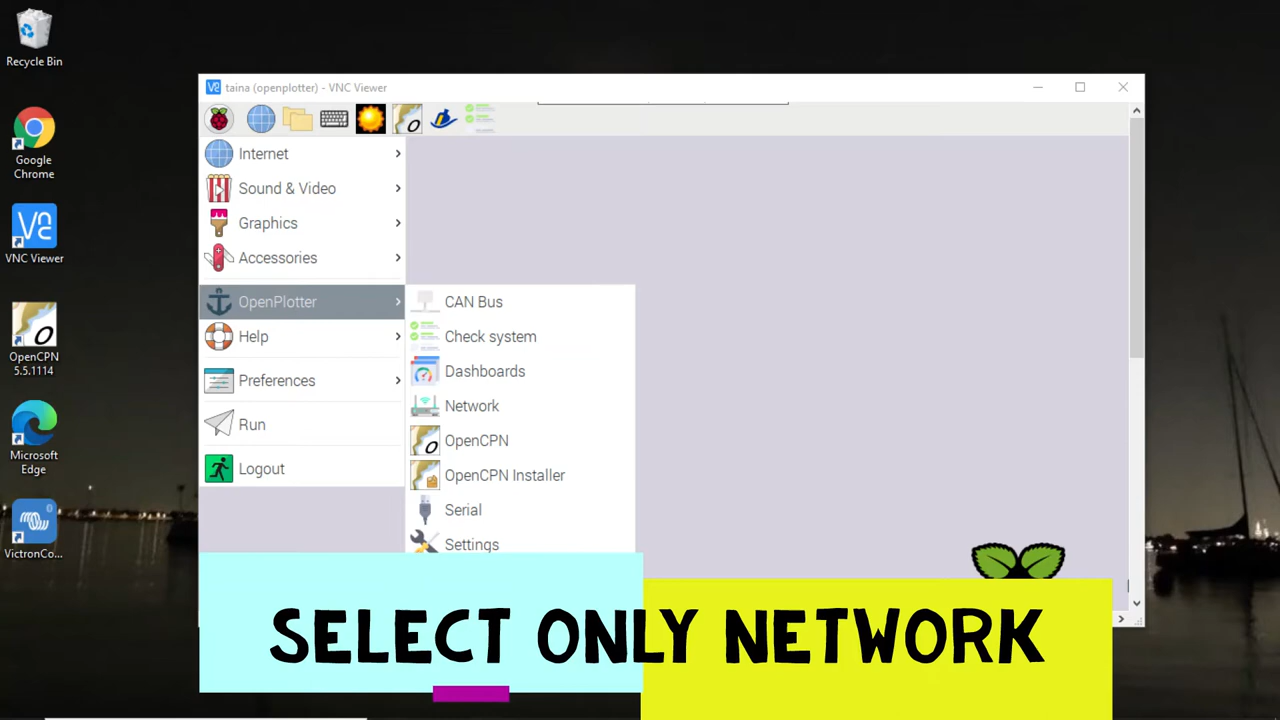 Recycle Bin
Google
Chrome
VNC Viewer
OpenCPN
5.5.1114
Microsoft
Edge
VictronCo...
taina (openplotter) - VNC Viewer
Internet
Sound & Video
Graphics
Accessories
OpenPlotter
Help
Preferences
Run
Logout
CAN Bus
Check system
Dashboards
Network
OpenCPN
OpenCPN Installer
Serial
Settings
SELECT ONLY NETWORK